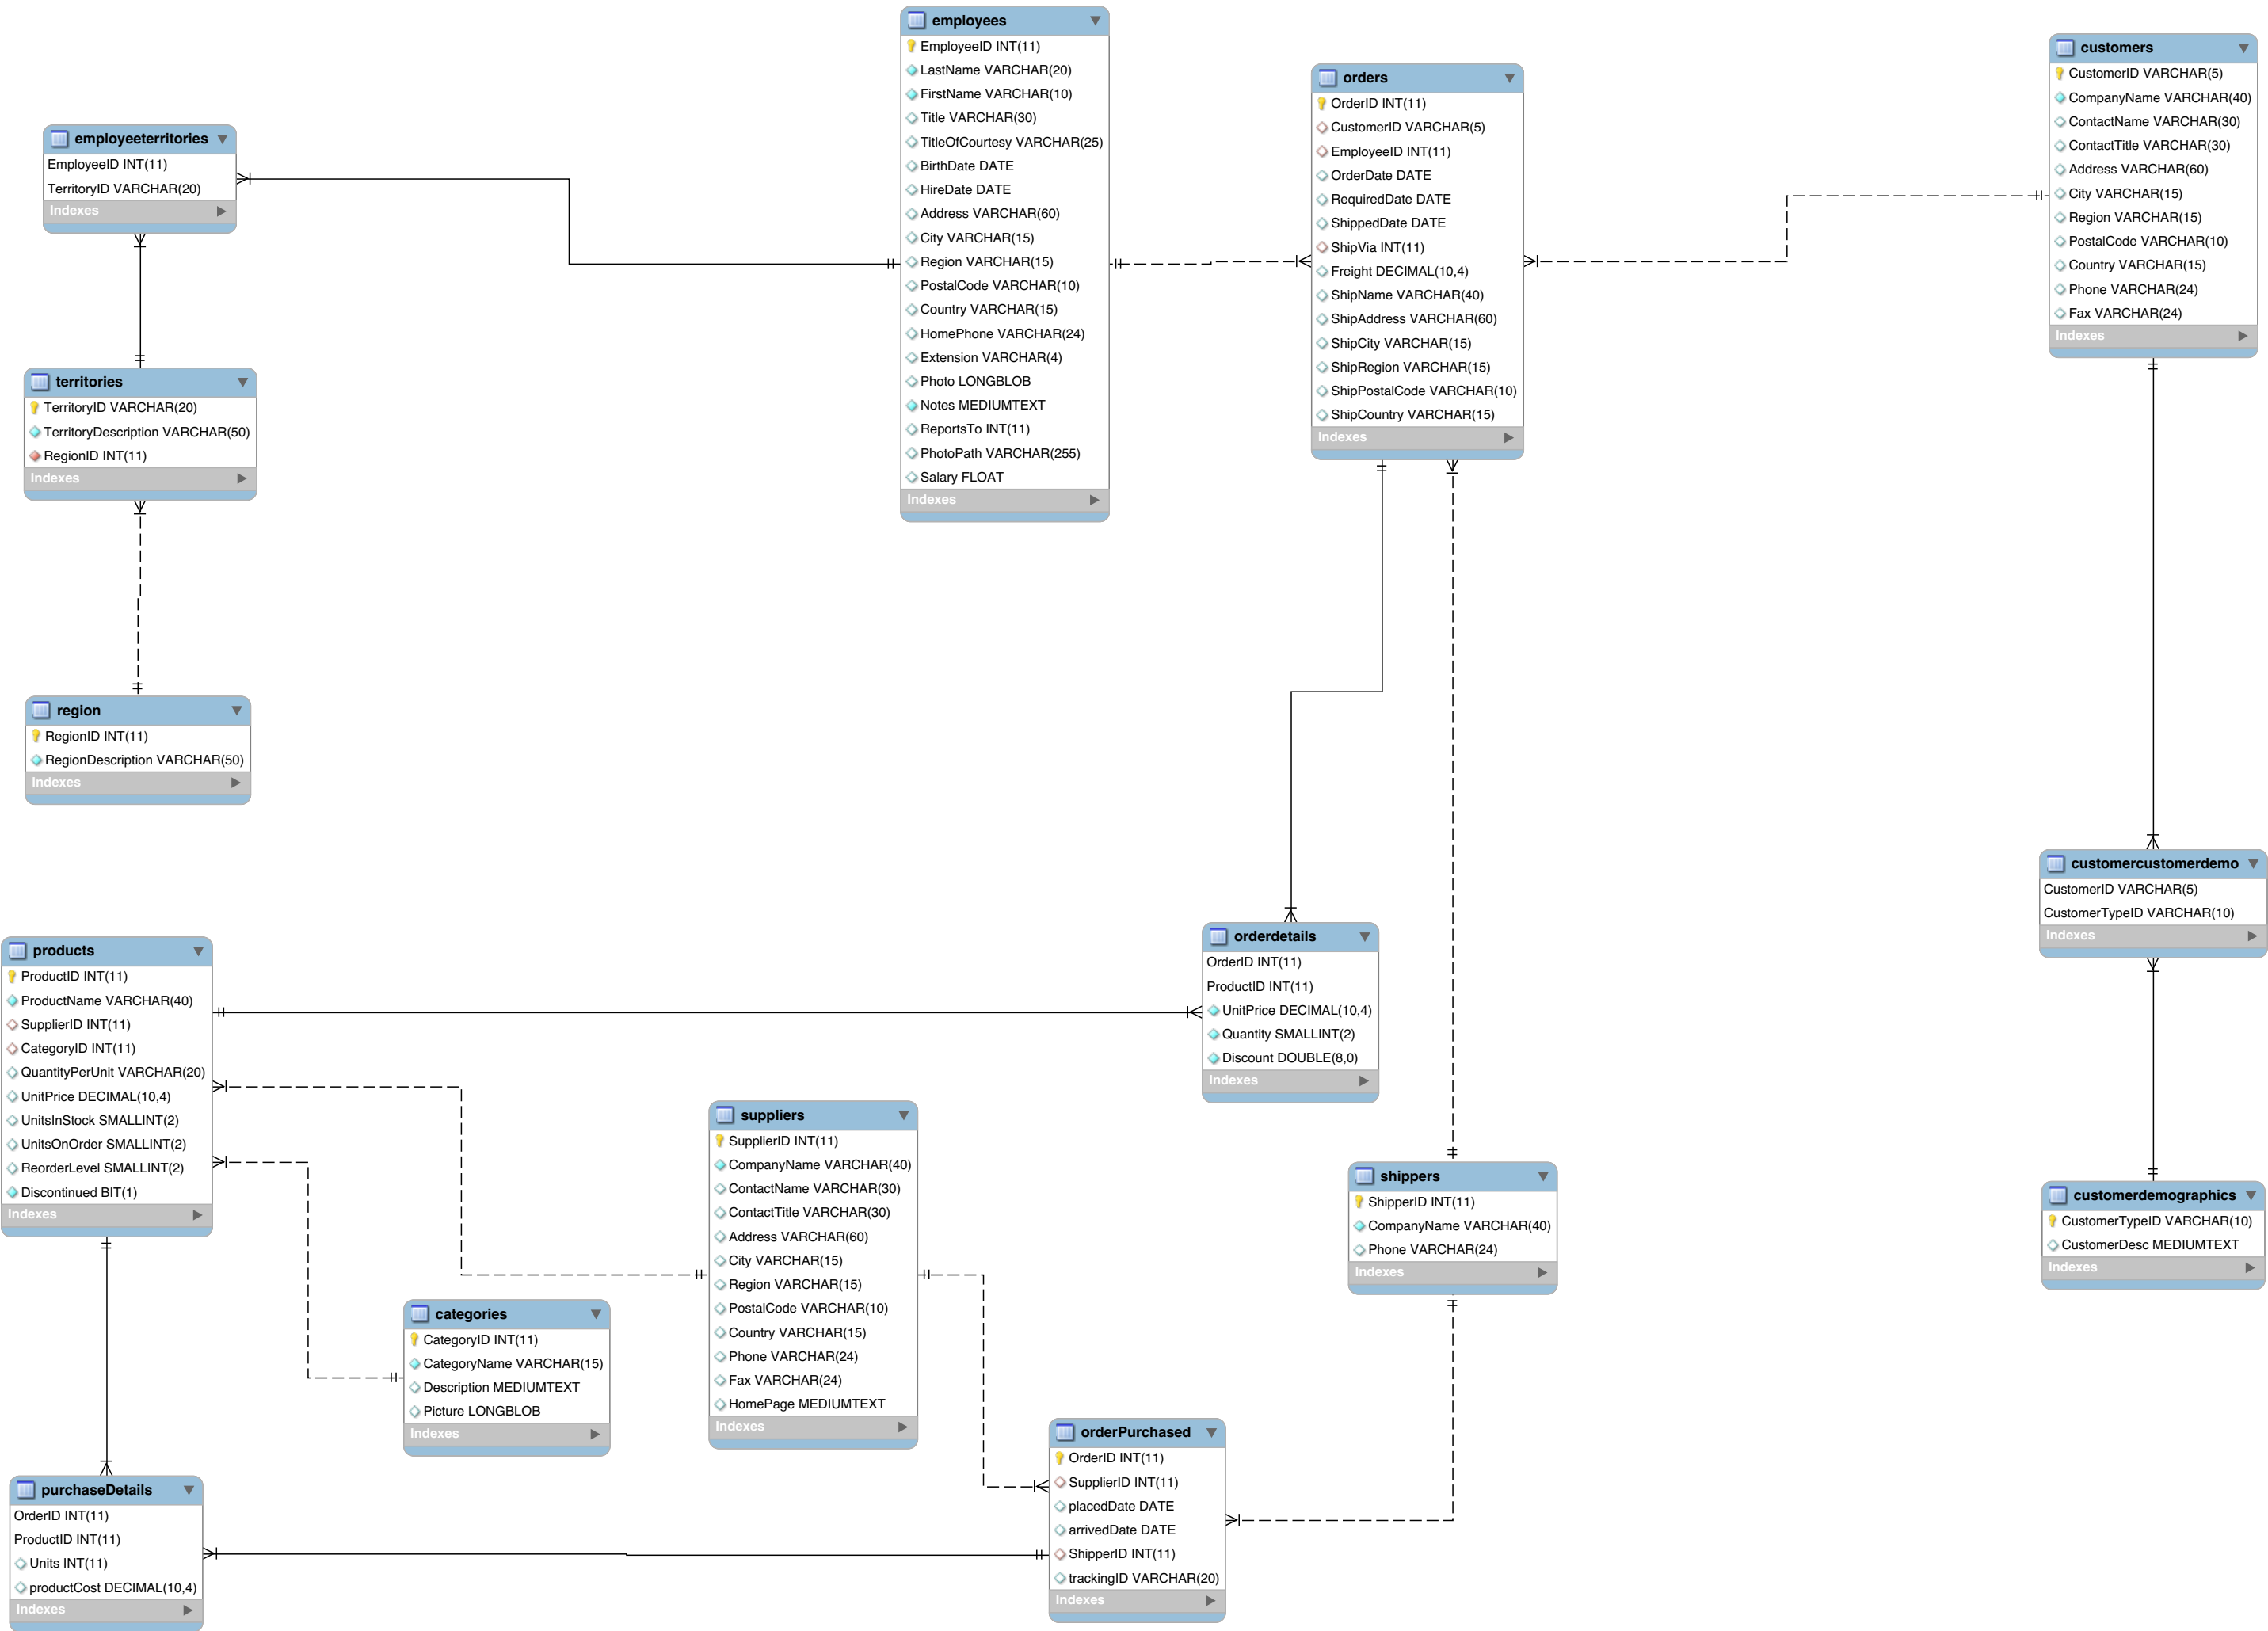 employees
EmployeeID INT(11)
LastName VARCHAR(20)
FirstName VARCHAR(10)
Title VARCHAR(30)
TitleOfCourtesy VARCHAR(25)
BirthDate DATE
HireDate DATE
Address VARCHAR(60)
City VARCHAR(15)
Region VARCHAR(15)
PostalCode VARCHAR(10)
Country VARCHAR(15)
HomePhone VARCHAR(24)
Extension VARCHAR(4)
Photo LONGBLOB
Notes MEDIUMTEXT
ReportsTo INT(11)
PhotoPath VARCHAR(255)
Salary FLOAT
Indexes
customers
CustomerID VARCHAR(5)
CompanyName VARCHAR(40)
ContactName VARCHAR(30)
ContactTitle VARCHAR(30)
Address VARCHAR(60)
City VARCHAR(15)
Region VARCHAR(15)
PostalCode VARCHAR(10)
Country VARCHAR(15)
Phone VARCHAR(24)
Fax VARCHAR(24)
Indexes
orders
OrderID INT(11)
CustomerID VARCHAR(5)
EmployeeID INT(11)
OrderDate DATE
RequiredDate DATE
ShippedDate DATE
ShipVia INT(11)
Freight DECIMAL(10,4)
ShipName VARCHAR(40)
ShipAddress VARCHAR(60)
ShipCity VARCHAR(15)
ShipRegion VARCHAR(15)
ShipPostalCode VARCHAR(10)
ShipCountry VARCHAR(15)
Indexes
employeeterritories
EmployeeID INT(11)
TerritoryID VARCHAR(20)
Indexes
territories
TerritoryID VARCHAR(20)
TerritoryDescription VARCHAR(50)
RegionID INT(11)
Indexes
region
RegionID INT(11)
RegionDescription VARCHAR(50)
Indexes
customercustomerdemo
CustomerID VARCHAR(5)
CustomerTypeID VARCHAR(10)
Indexes
orderdetails
OrderID INT(11)
ProductID INT(11)
UnitPrice DECIMAL(10,4)
Quantity SMALLINT(2)
Discount DOUBLE(8,0)
Indexes
products
ProductID INT(11)
ProductName VARCHAR(40)
SupplierID INT(11)
CategoryID INT(11)
QuantityPerUnit VARCHAR(20)
UnitPrice DECIMAL(10,4)
UnitsInStock SMALLINT(2)
UnitsOnOrder SMALLINT(2)
ReorderLevel SMALLINT(2)
Discontinued BIT(1)
Indexes
suppliers
SupplierID INT(11)
CompanyName VARCHAR(40)
ContactName VARCHAR(30)
ContactTitle VARCHAR(30)
Address VARCHAR(60)
City VARCHAR(15)
Region VARCHAR(15)
PostalCode VARCHAR(10)
Country VARCHAR(15)
Phone VARCHAR(24)
Fax VARCHAR(24)
HomePage MEDIUMTEXT
Indexes
shippers
ShipperID INT(11)
CompanyName VARCHAR(40)
Phone VARCHAR(24)
Indexes
customerdemographics
CustomerTypeID VARCHAR(10)
CustomerDesc MEDIUMTEXT
Indexes
categories
CategoryID INT(11)
CategoryName VARCHAR(15)
Description MEDIUMTEXT
Picture LONGBLOB
Indexes
orderPurchased
OrderID INT(11)
SupplierID INT(11)
placedDate DATE
arrivedDate DATE
ShipperID INT(11)
trackingID VARCHAR(20)
Indexes
purchaseDetails
OrderID INT(11)
ProductID INT(11)
Units INT(11)
productCost DECIMAL(10,4)
Indexes